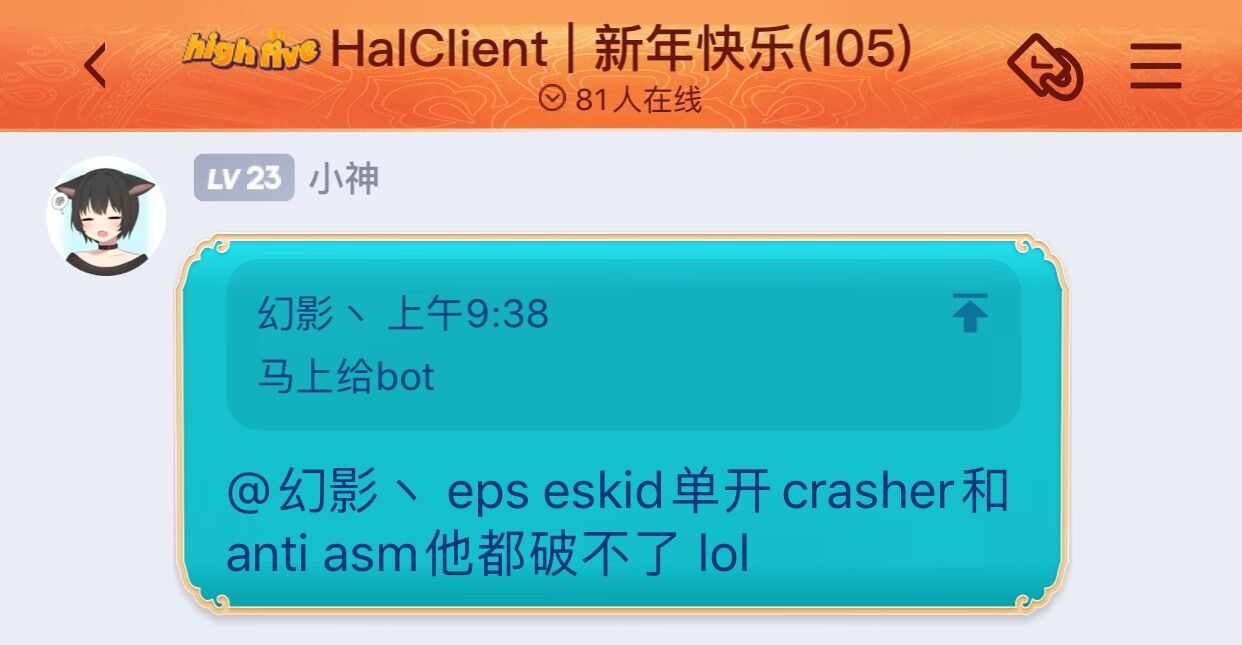 high five HalClient | 新年快乐(105)
81人在线
LV 23 小神
幻影丶 上午9:38
马上给bot
@幻影丶 eps eskid单开crasher和
anti asm他都破不了 lol